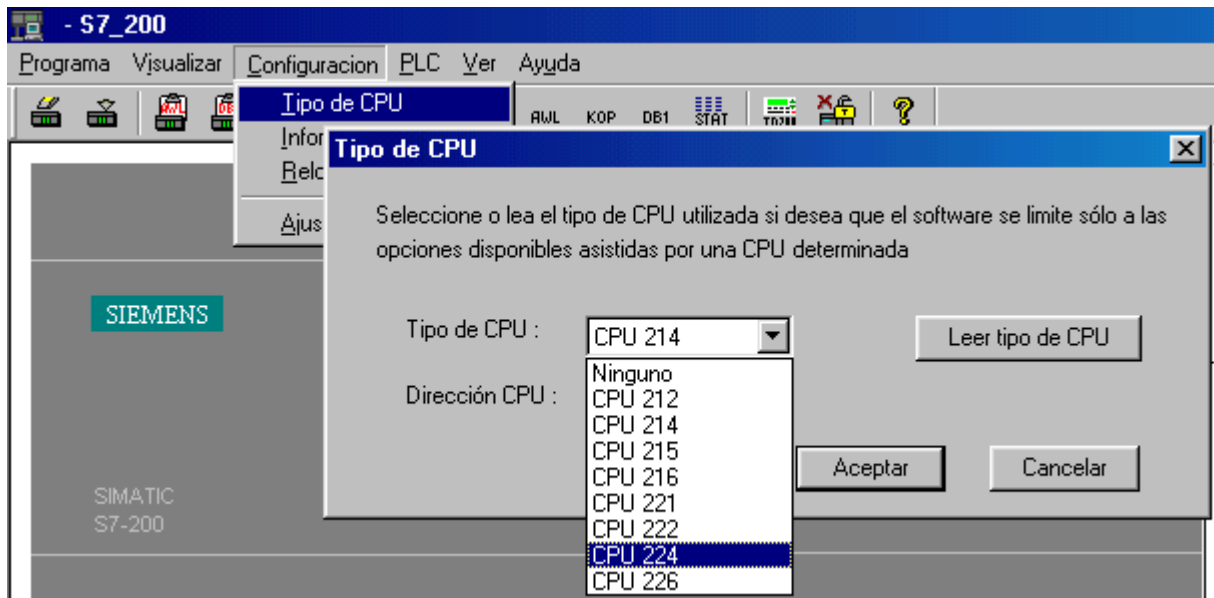 - S7_200
Programa Visualizar Configuracion PLC Ver Ayuda
Tipo de CPU
AWL KOP DB1 STAT
Tipo de CPU
Seleccione o lea el tipo de CPU utilizada si desea que el software se limite sólo a las
opciones disponibles asistidas por una CPU determinada
SIEMENS
Tipo de CPU :
CPU 214
Leer tipo de CPU
Ninguno
Dirección CPU :
CPU 212
CPU 214
CPU 215
CPU 216
CPU 221
CPU 222
CPU 224
CPU 226
Aceptar
Cancelar
SIMATIC
S7-200